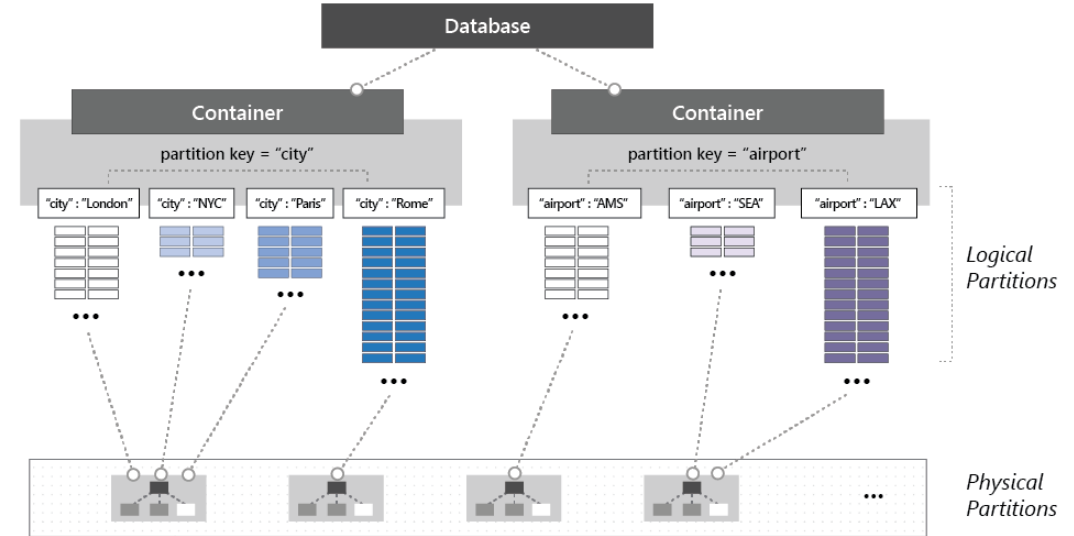 Database
Container
Container
partition key = “city”
partition key = “airport”
“city” : “London”
“city” : “NYC”
“city” : “Paris”
“city” : “Rome”
“airport” : “AMS”
“airport” : “SEA”
“airport” : “LAX”
•••
•••
•••
•••
•••
•••
•••
Logical
Partitions
•••
Physical
Partitions